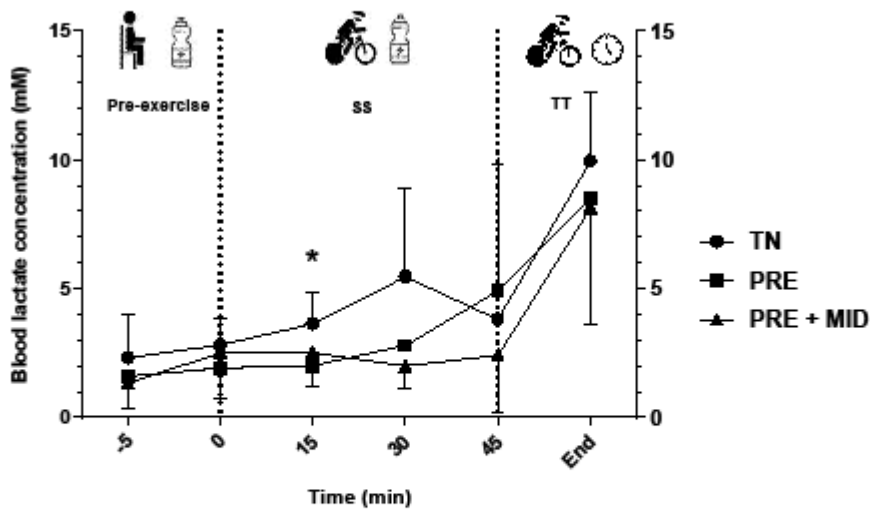 15
10
5
0
Blood lactate concentration (mM)
Pre-exercise
SS
TT
*
15
10
5
0
-5
0
15
30
45
End
Time (min)
TN
PRE
PRE + MID